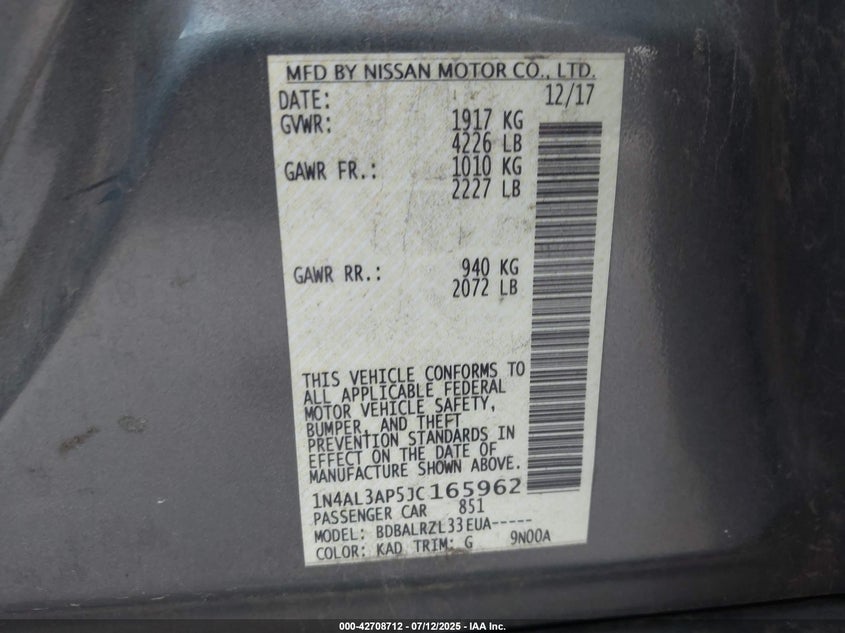 MFD BY NISSAN MOTOR CO., LTD.
DATE: 12/17
GVWR: 1917 KG
4226 LB
GAWR FR.: 1010 KG
2227 LB
GAWR RR.: 940 KG
2072 LB
THIS VEHICLE CONFORMS TO
ALL APPLICABLE FEDERAL
MOTOR VEHICLE SAFETY,
BUMPER, AND THEFT
PREVENTION STANDARDS IN
EFFECT ON THE DATE OF
MANUFACTURE SHOWN ABOVE.
1N4AL3AP5JC165962
PASSENGER CAR 851
MODEL: BDBALRZL33EUA-----
COLOR: KAD TRIM: G 9N00A
000-42708712 - 07/12/2025 - IAA Inc.